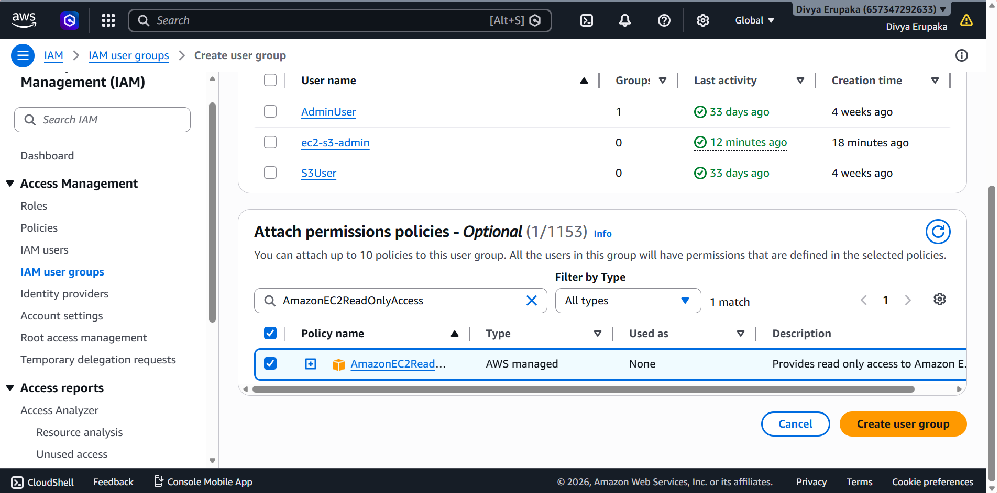 aws
Search
[Alt+S]
Global
Divya Erupaka (657347292633)
Divya Erupaka
IAM
IAM user groups
Create user group
Management (IAM)
Search IAM
Dashboard
Access Management
Roles
Policies
IAM users
IAM user groups
Identity providers
Account settings
Root access management
Temporary delegation requests
Access reports
Access Analyzer
Resource analysis
Unused access
User name Groups Last activity Creation time
AdminUser 1 33 days ago 4 weeks ago
ec2-s3-admin 0 12 minutes ago 18 minutes ago
S3User 0 33 days ago 4 weeks ago
Attach permissions policies - Optional (1/1153) Info
You can attach up to 10 policies to this user group. All the users in this group will have permissions that are defined in the selected policies.
Filter by Type
AmazonEC2ReadOnlyAccess All types 1 match 1
Policy name Type Used as Description
AmazonEC2Read... AWS managed None Provides read only access to Amazon E.
Cancel Create user group
CloudShell Feedback Console Mobile App © 2026, Amazon Web Services, Inc. or its affiliates. Privacy Terms Cookie preferences